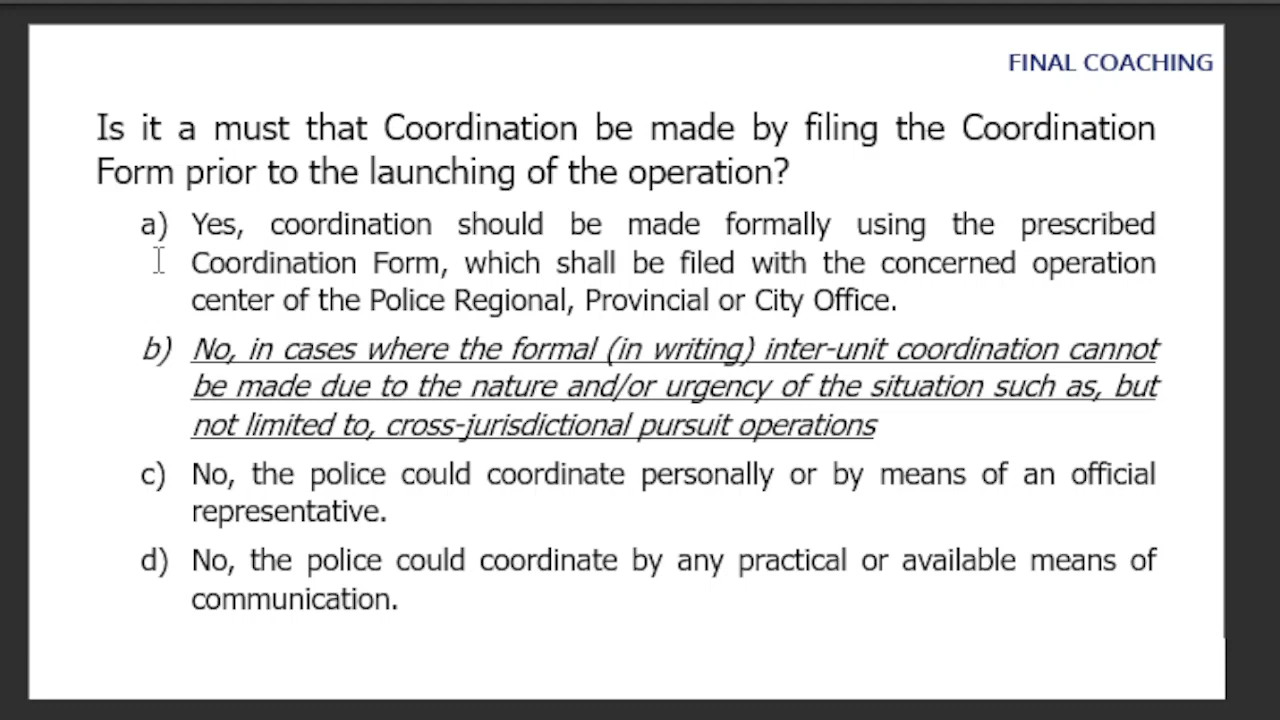 FINAL COACHING
Is it a must that Coordination be made by filing the Coordination
Form prior to the launching of the operation?
a) Yes, coordination should be made formally using the prescribed
Coordination Form, which shall be filed with the concerned operation
center of the Police Regional, Provincial or City Office.
b) No, in cases where the formal (in writing) inter-unit coordination cannot
be made due to the nature and/or urgency of the situation such as, but
not limited to, cross-jurisdictional pursuit operations
c) No, the police could coordinate personally or by means of an official
representative.
d) No, the police could coordinate by any practical or available means of
communication.